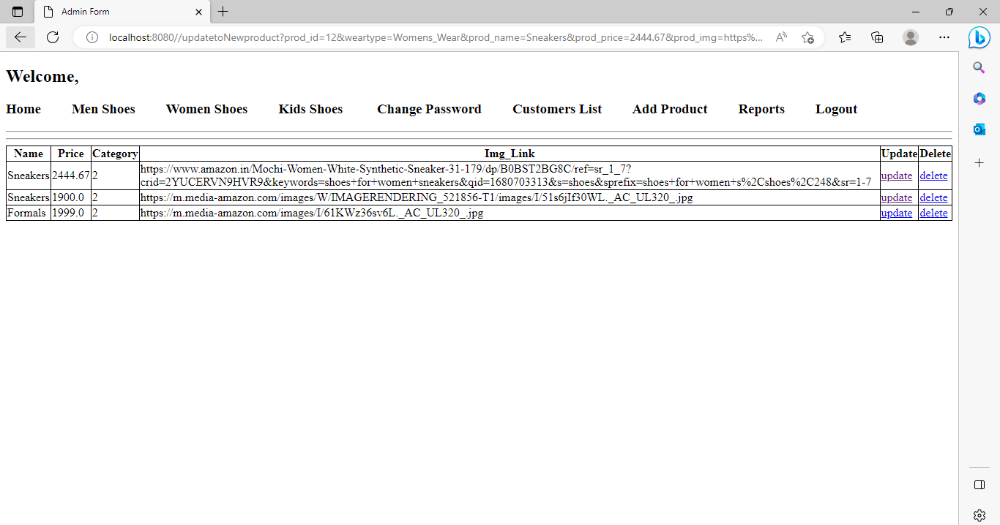 Admin Form
localhost:8080//updatetoNewproduct?prod_id=12&weartype=Womens_Wear&prod_name=Sneakers&prod_price=2444.67&prod_img=https%...
Welcome,
Home Men Shoes Women Shoes Kids Shoes Change Password Customers List Add Product Reports Logout
Name Price Category Img_Link Update Delete
Sneakers 2444.67 2 https://www.amazon.in/Mochi-Women-White-Synthetic-Sneaker-31-179/dp/B0BST2BG8C/ref=sr_1_7?
crid=2YUCERVN9HVR9&keywords=shoes+for+women+sneakers&qid=1680703313&s=shoes&sprefix=shoes+for+women+s%2Cshoes%2C248&sr=1-7 update delete
Sneakers 1900.0 2 https://m.media-amazon.com/images/W/IMAGERENDERING_521856-T1/images/I/51s6jIf30WL._AC_UL320_.jpg update delete
Formals 1999.0 2 https://m.media-amazon.com/images/I/61KWz36sv6L._AC_UL320_.jpg update delete